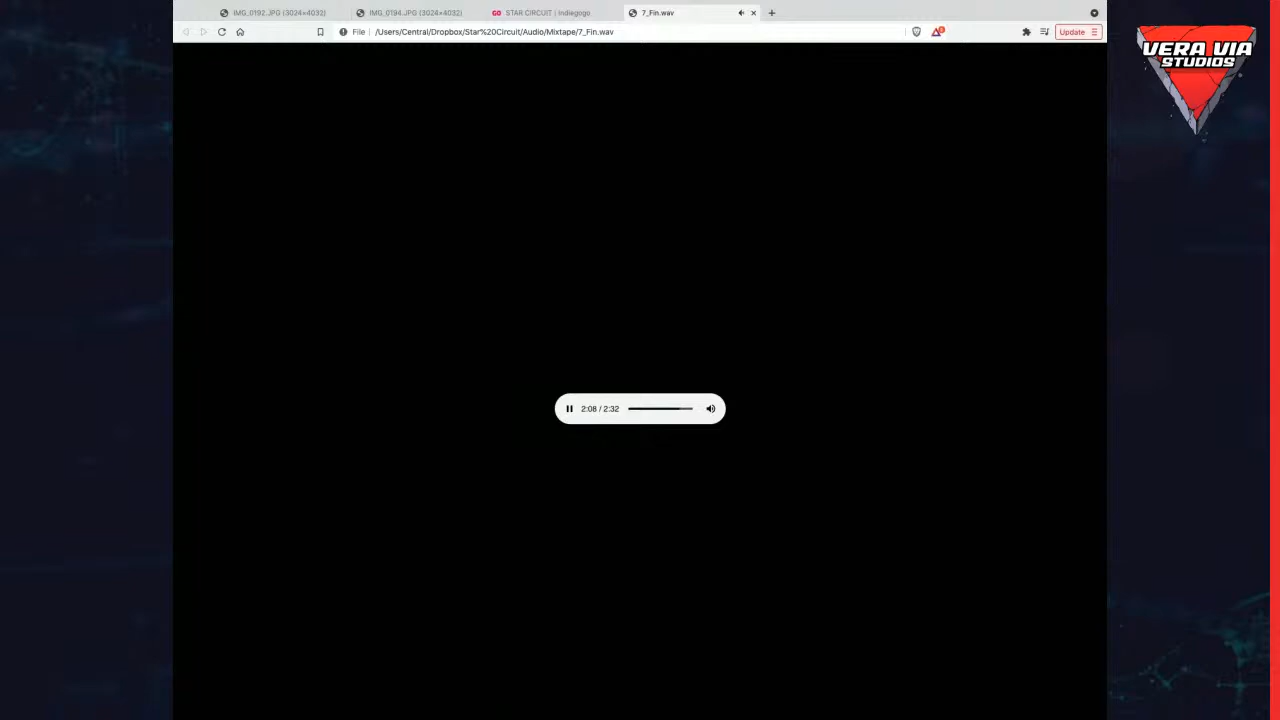 IMG_0192.JPG (3024×4032)
IMG_0194.JPG (3024×4032)
GO STAR CIRCUIT | Indiegogo
7_Fin.wav
File
/Users/Central/Dropbox/Star%20Circuit/Audio/Mixtape/7_Fin.wav
Update
VERA VIA
STUDIOS
2:08 / 2:32